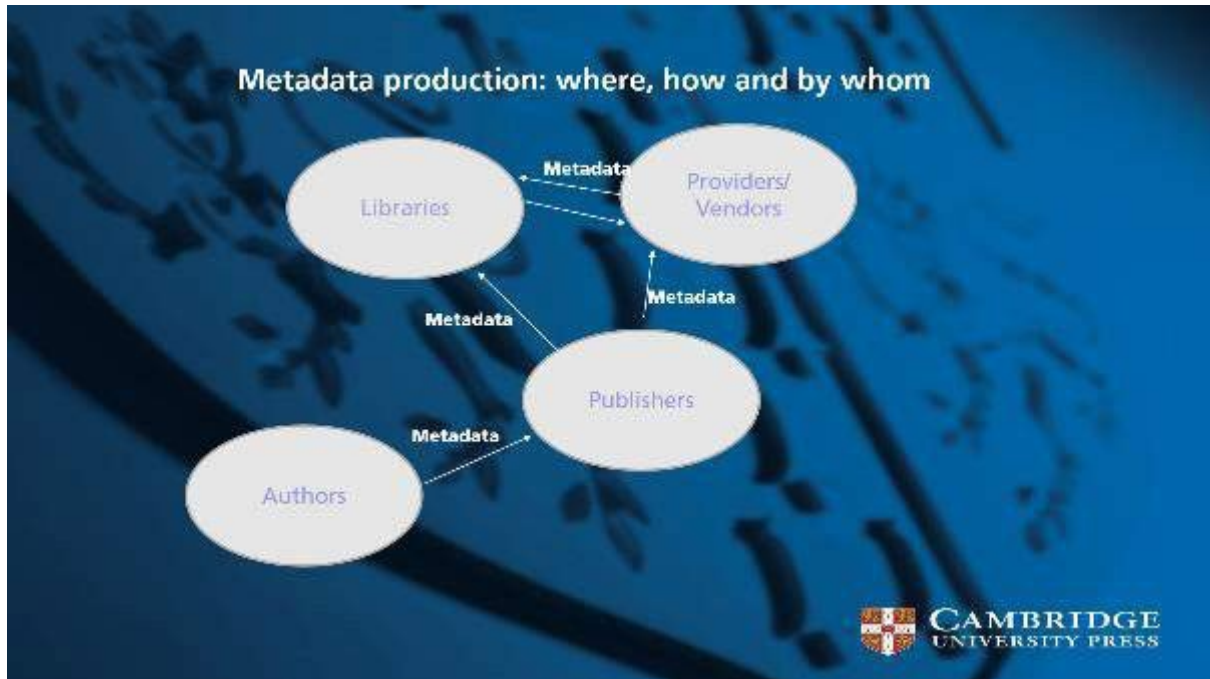 Metadata production: where, how and by whom
Metadata
Libraries
Providers/
Vendors
Metadata
Metadata
Publishers
Metadata
Authors
CAMBRIDGE
UNIVERSITY PRESS